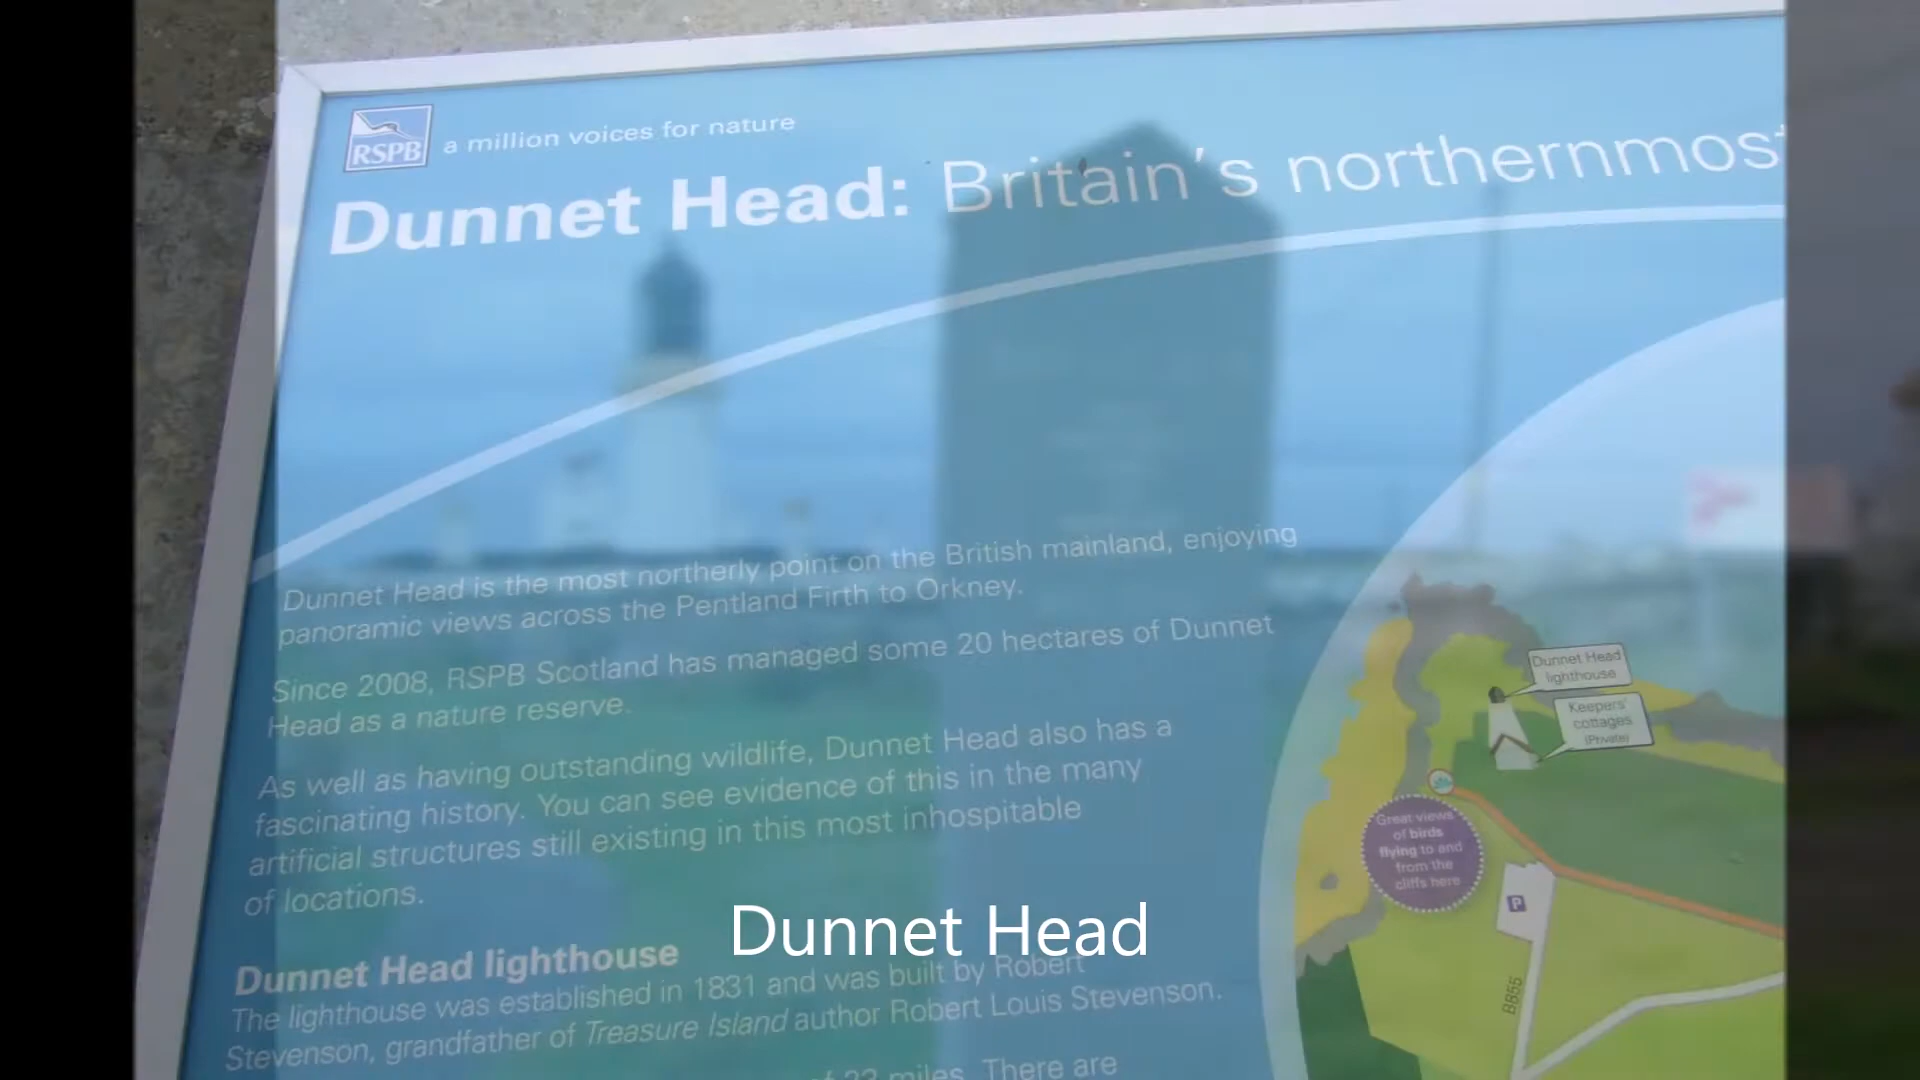 RSPB
a million voices for nature
Dunnet Head: Britain's northernmost
Dunnet Head is the most northerly point on the British mainland, enjoying
panoramic views across the Pentland Firth to Orkney.
Since 2008, RSPB Scotland has managed some 20 hectares of Dunnet
Head as a nature reserve.
As well as having outstanding wildlife, Dunnet Head also has a
fascinating history. You can see evidence of this in the many
artificial structures still existing in this most inhospitable
of locations.
Dunnet Head lighthouse
The lighthouse was established in 1831 and was built by Robert
Stevenson, grandfather of Treasure Island author Robert Louis Stevenson.
of 23 miles. There are
Dunnet Head
lighthouse
Keepers'
cottages
(Private)
Great views
of birds
flying to and
from the
cliffs here
P
B855
Dunnet Head